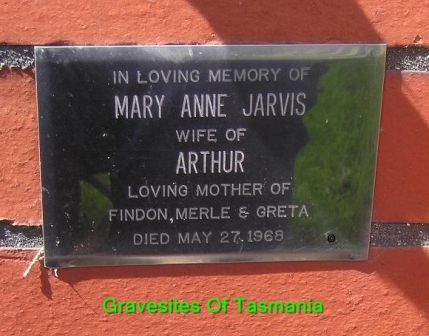 IN LOVING MEMORY OF
MARY ANNE JARVIS
WIFE OF
ARTHUR
LOVING MOTHER OF
FINDON, MERLE & GRETA
DIED MAY 27, 1968
Gravesites Of Tasmania